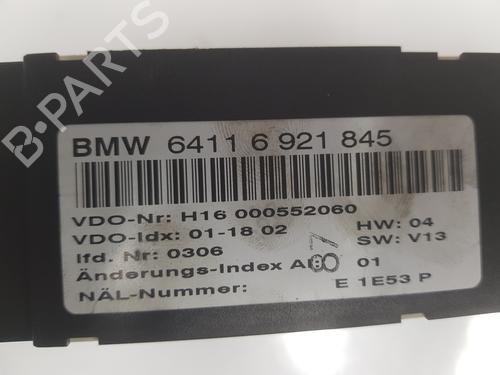 BMW 6411 6 921 845
VDO-Nr: H16 000552060
VDO-Idx: 01-18 02
HW: 04
lfd. Nr: 0306
SW: V13
Änderungs-Index A 01
NÄL-Nummer:
E 1E53 P
B-PARTS